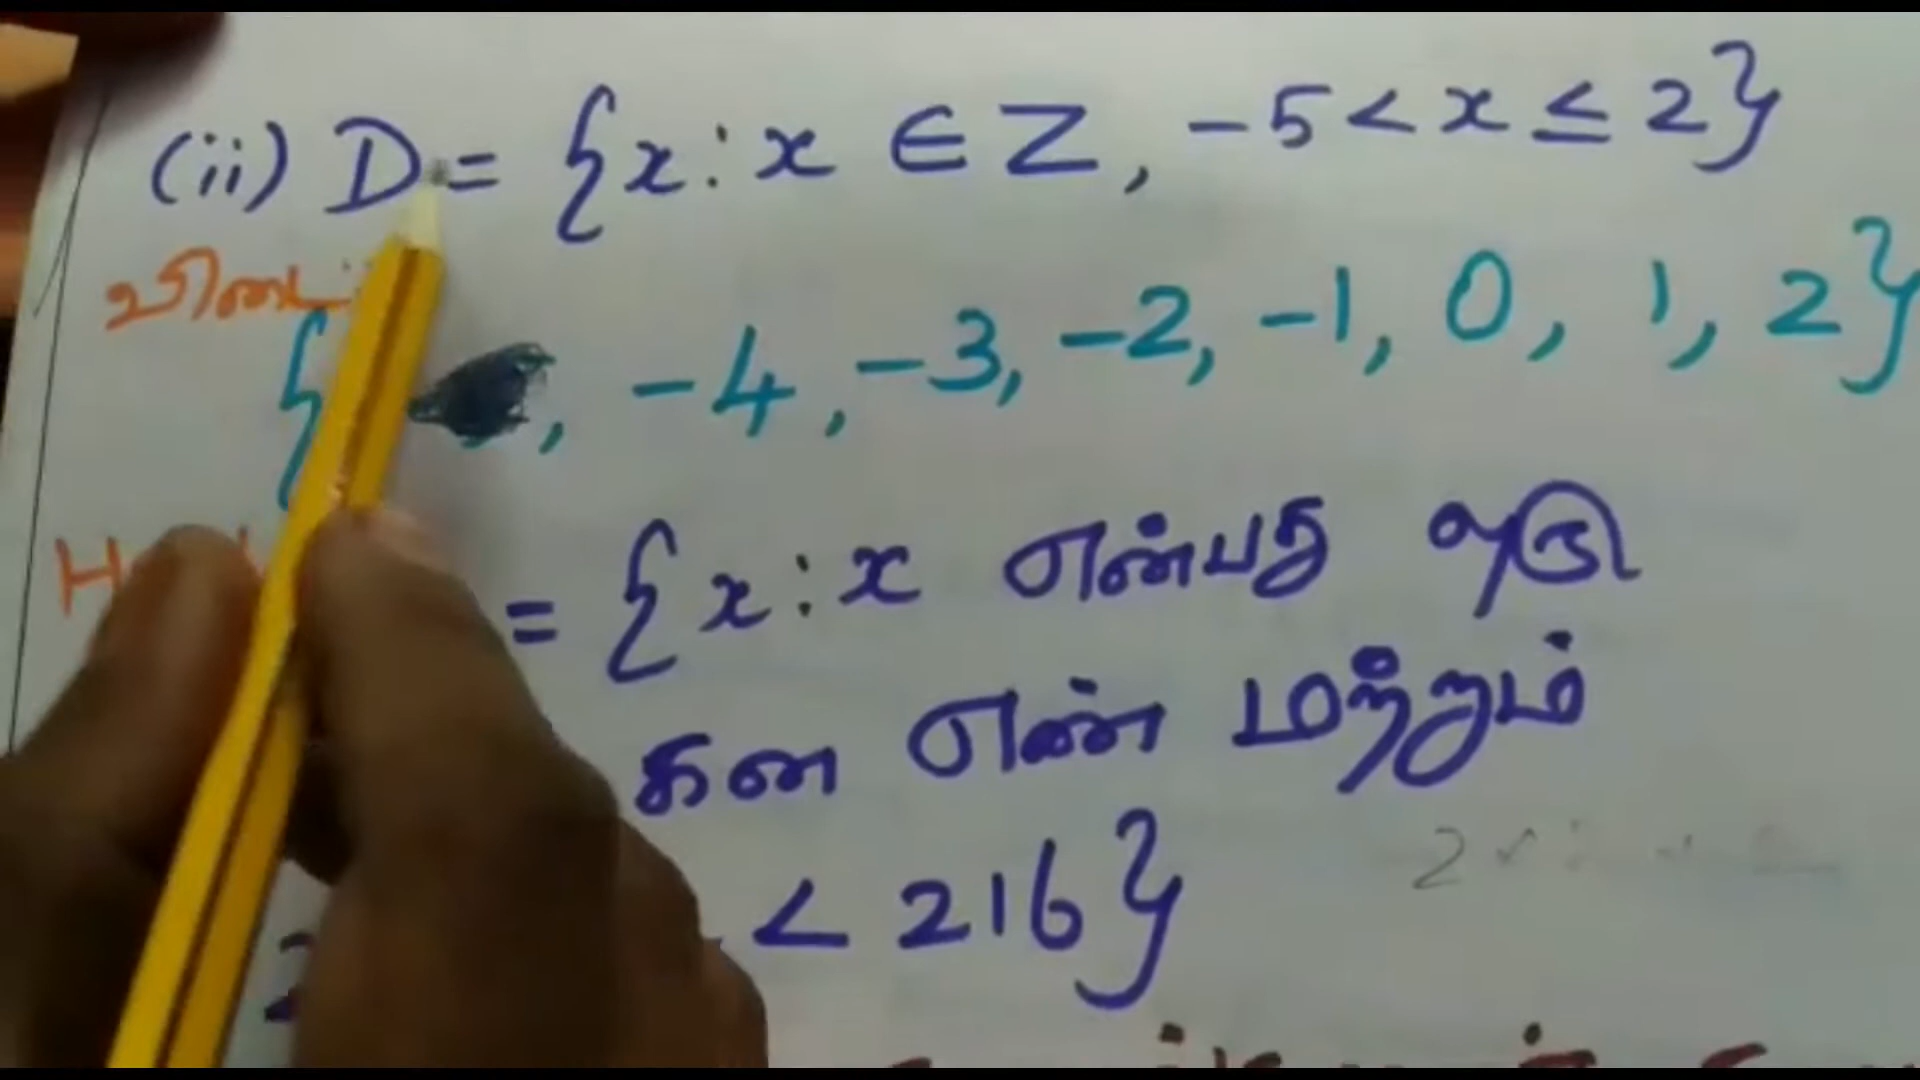 (ii) D = {x : x ∈ Z, -5 < x ≤ 2}
விடை:
{ , -4, -3, -2, -1, 0, 1, 2}
= {x : x என்பது ஒரு
கன எண் மற்றும்
< 216}